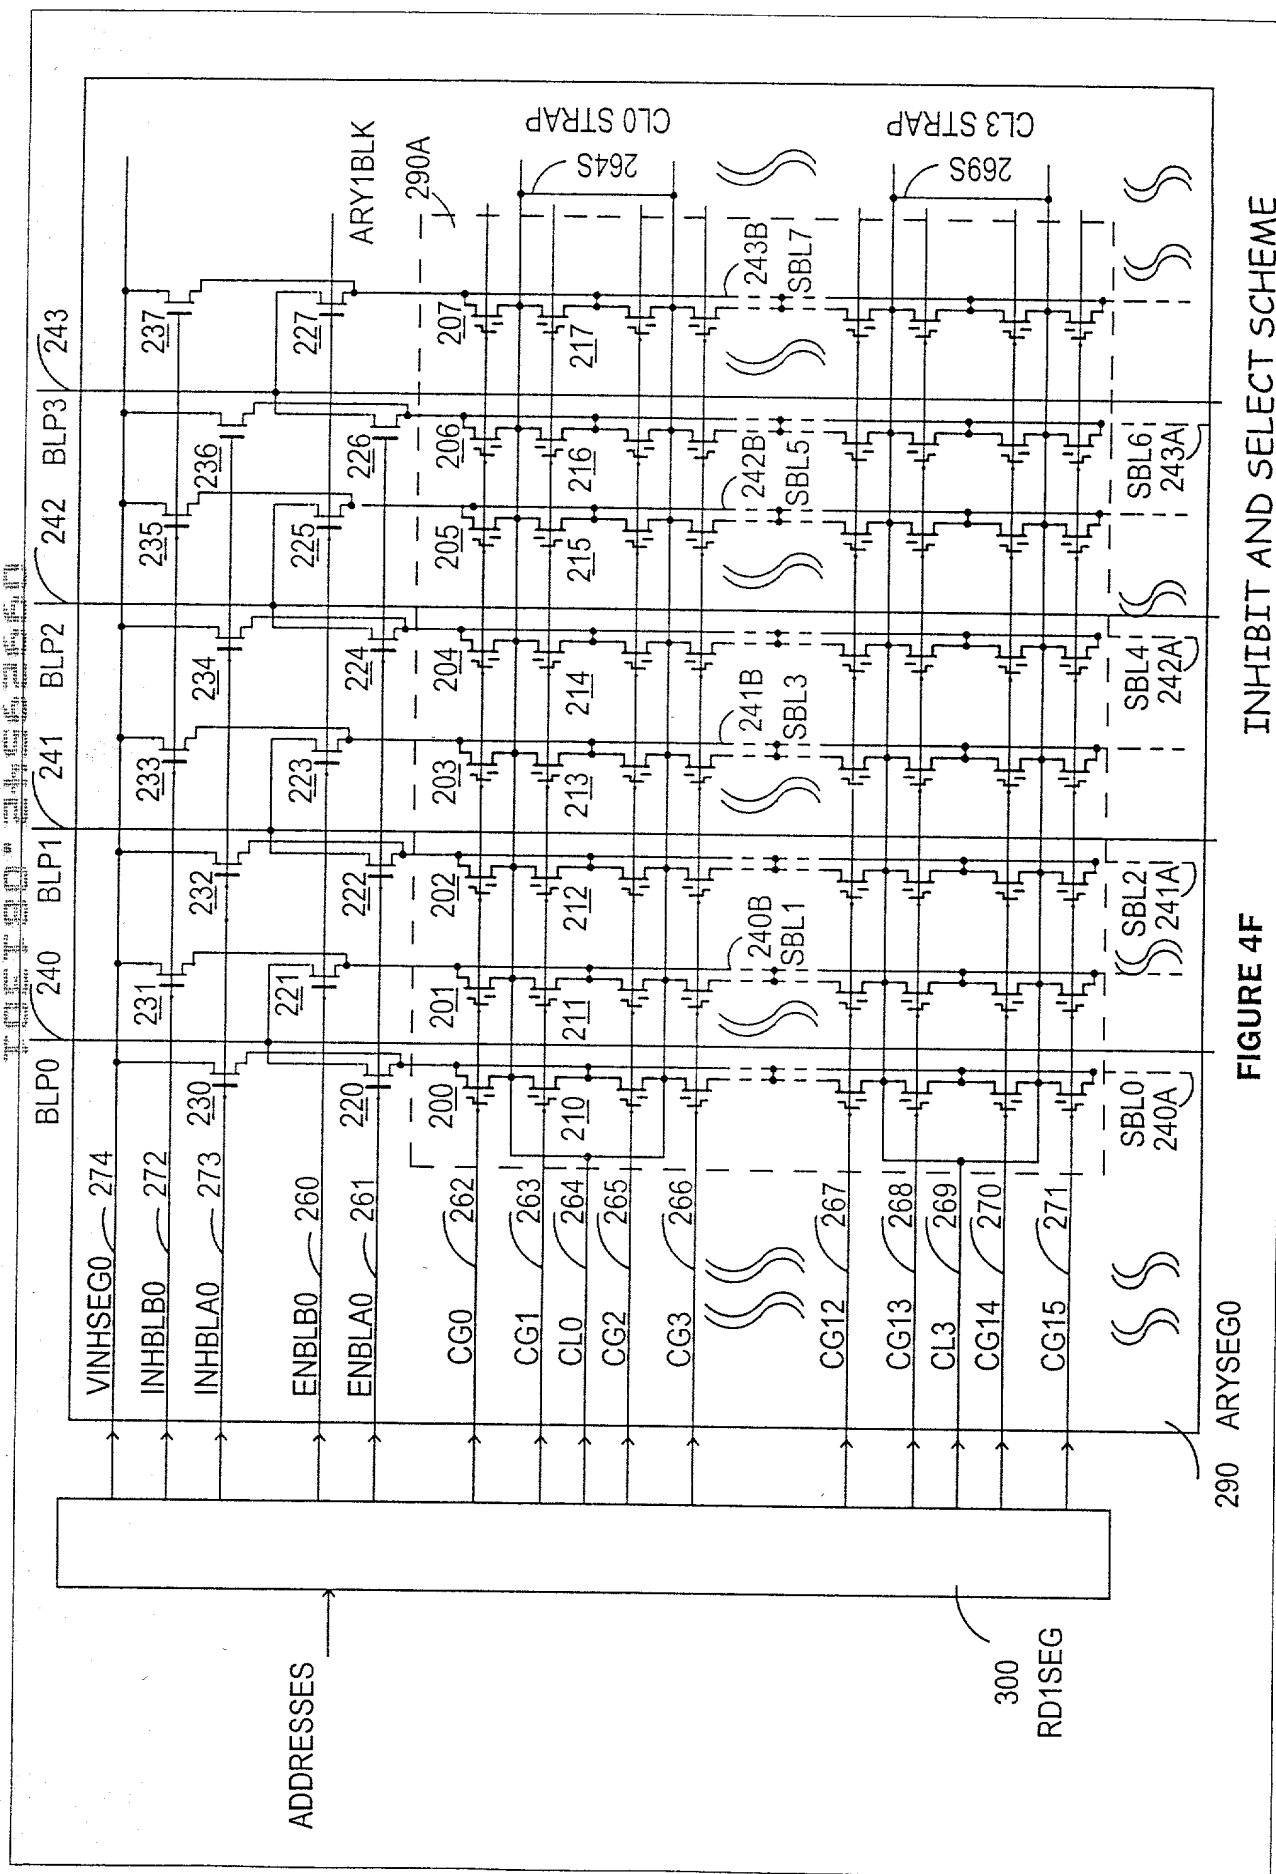 BLP0 240 BLP1 241 BLP2 242 BLP3 243
VINHSEG0 274
INHBLB0 272 231 233 235 237
INHBLA0 273 230 232 234 236
ENBLB0 260 221 223 225 227
ENBLA0 261 220 222 224 226
ARY1BLK
290A
CG0 262 200 201 202 203 204 205 206 207
CG1 263
CL0 264 210 211 212 213 214 215 216 217
CG2 265
CG3 266
264S
CL0 STRAP
240B
SBL1
241B
SBL3
242B
SBL5
243B
SBL7
CG12 267
CG13 268
CL3 269
CG14 270
CG15 271
269S
CL3 STRAP
SBL0
240A
SBL2
241A
SBL4
242A
SBL6
243A
ADDRESSES
300
RD1SEG
290 ARYSEG0
FIGURE 4F
INHIBIT AND SELECT SCHEME